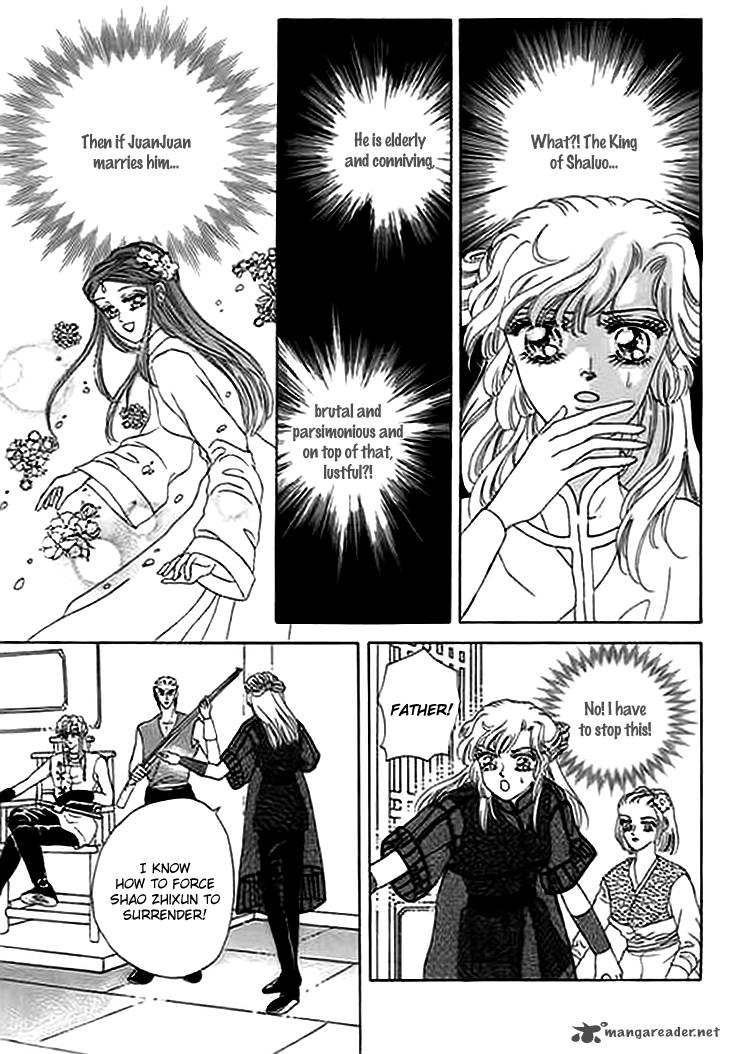 What?! The King
of Shaluo...
He is elderly
and conniving,
brutal and
parsimonious and
on top of that,
lustful?!
Then if JuanJuan
marries him...
No! I have
to stop this!
FATHER!
I KNOW
HOW TO FORCE
SHAO ZHIXUN TO
SURRENDER!
mangareader.net